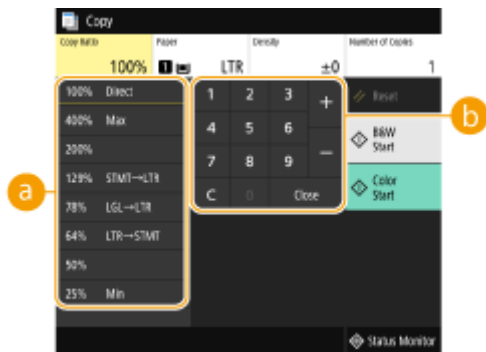 Copy
Copy Ratio Paper Density Number of Copies
100% 1 LTR ±0 1
100% Direct
400% Max
200%
129% STMT→LTR
78% LGL→LTR
64% LTR→STMT
50%
25% Min
1 2 3 +
4 5 6
7 8 9 −
C 0 Close
Reset
B&W
Start
Color
Start
a
b
Status Monitor